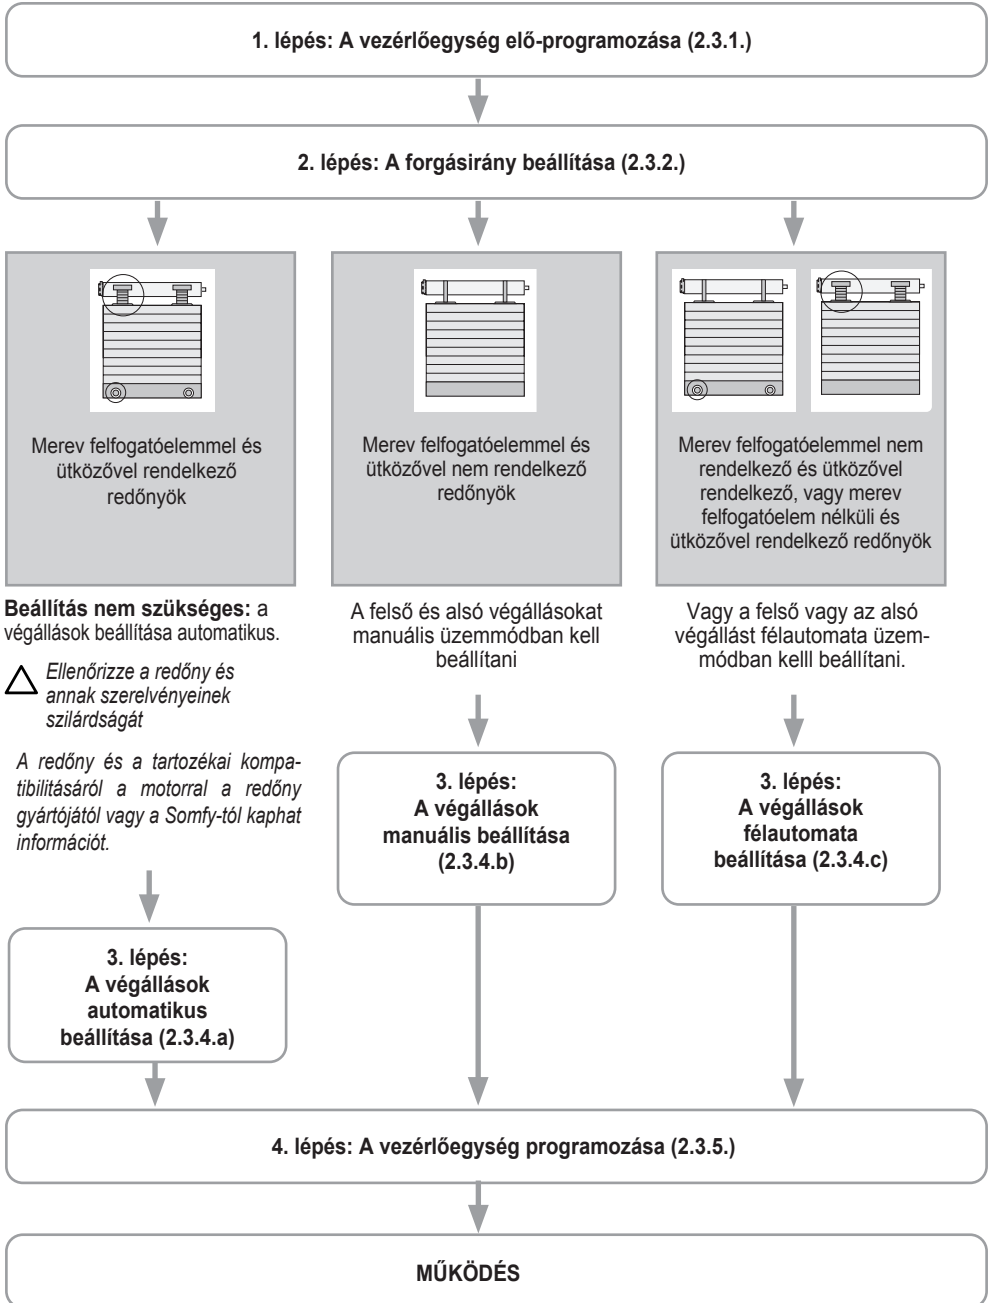 1. lépés: A vezérlőegység elő-programozása (2.3.1.)
2. lépés: A forgásirány beállítása (2.3.2.)
Merev felfogatóelemmel és
ütközővel rendelkező
redőnyök
Merev felfogatóelemmel és
ütközővel nem rendelkező
redőnyök
Merev felfogatóelemmel nem
rendelkező és ütközővel
rendelkező, vagy merev
felfogatóelem nélküli és
ütközővel rendelkező redőnyök
Beállítás nem szükséges: a
végállások beállítása automatikus.
Ellenőrizze a redőny és
annak szerelvényeinek
szilárdságát
A redőny és a tartozékai kompa-
tibilitásáról a motorral a redőny
gyártójától vagy a Somfy-tól kaphat
információt.
3. lépés:
A végállások
automatikus
beállítása (2.3.4.a)
A felső és alsó végállásokat
manuális üzemmódban kell
beállítani
3. lépés:
A végállások
manuális beállítása
(2.3.4.b)
Vagy a felső vagy az alsó
végállást félautomata üzem-
módban kelll beállítani.
3. lépés:
A végállások
félautomata
beállítása (2.3.4.c)
4. lépés: A vezérlőegység programozása (2.3.5.)
MŰKÖDÉS